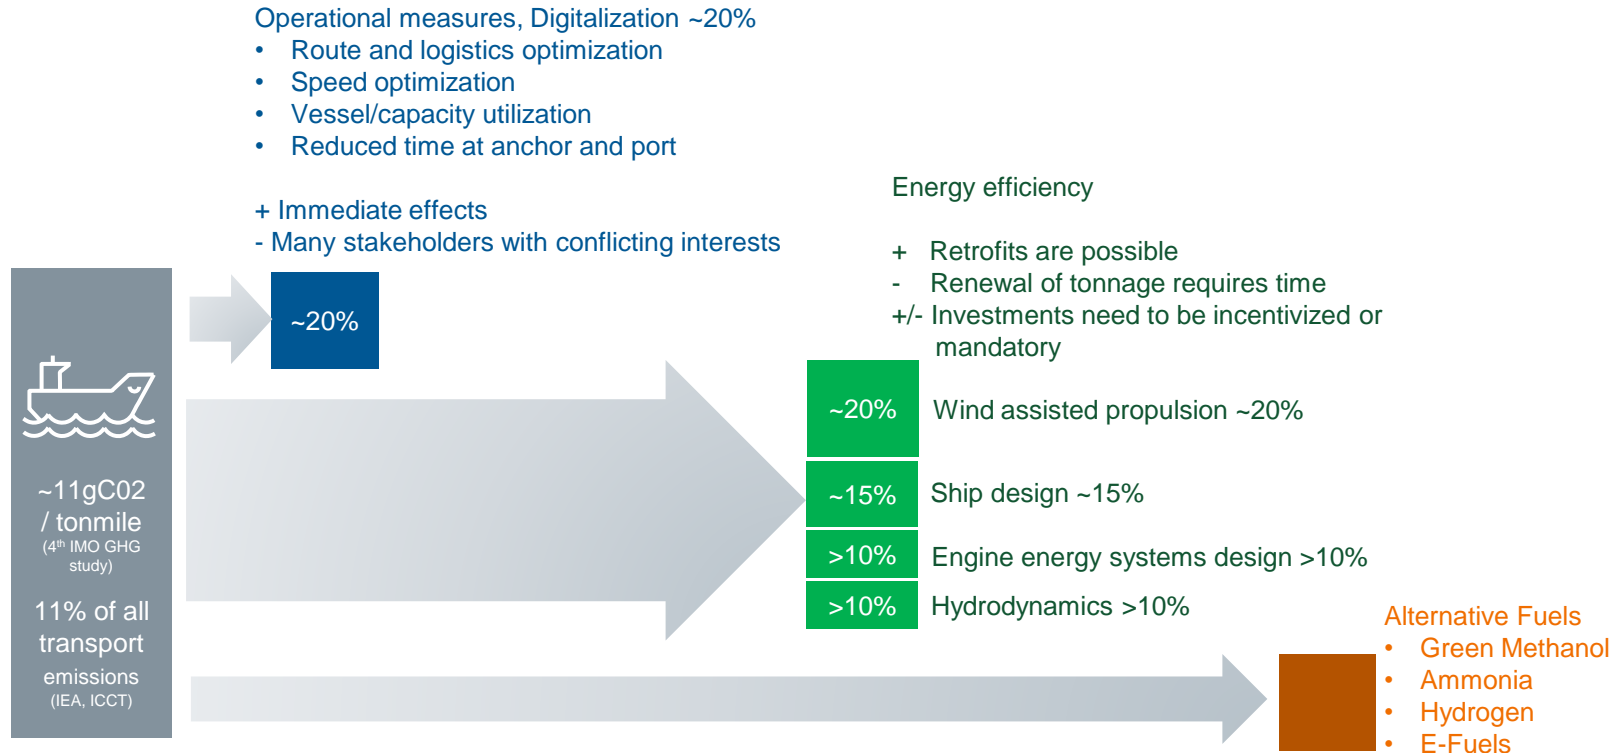 Operational measures, Digitalization ~20%
• Route and logistics optimization
• Speed optimization
• Vessel/capacity utilization
• Reduced time at anchor and port
+ Immediate effects
- Many stakeholders with conflicting interests
~20%
~11gC02
/ tonmile
(4th IMO GHG
study)
11% of all
transport
emissions
(IEA, ICCT)
Energy efficiency
+ Retrofits are possible
- Renewal of tonnage requires time
+/- Investments need to be incentivized or
mandatory
~20% Wind assisted propulsion ~20%
~15% Ship design ~15%
>10% Engine energy systems design >10%
>10% Hydrodynamics >10%
Alternative Fuels
• Green Methanol
• Ammonia
• Hydrogen
• E-Fuels